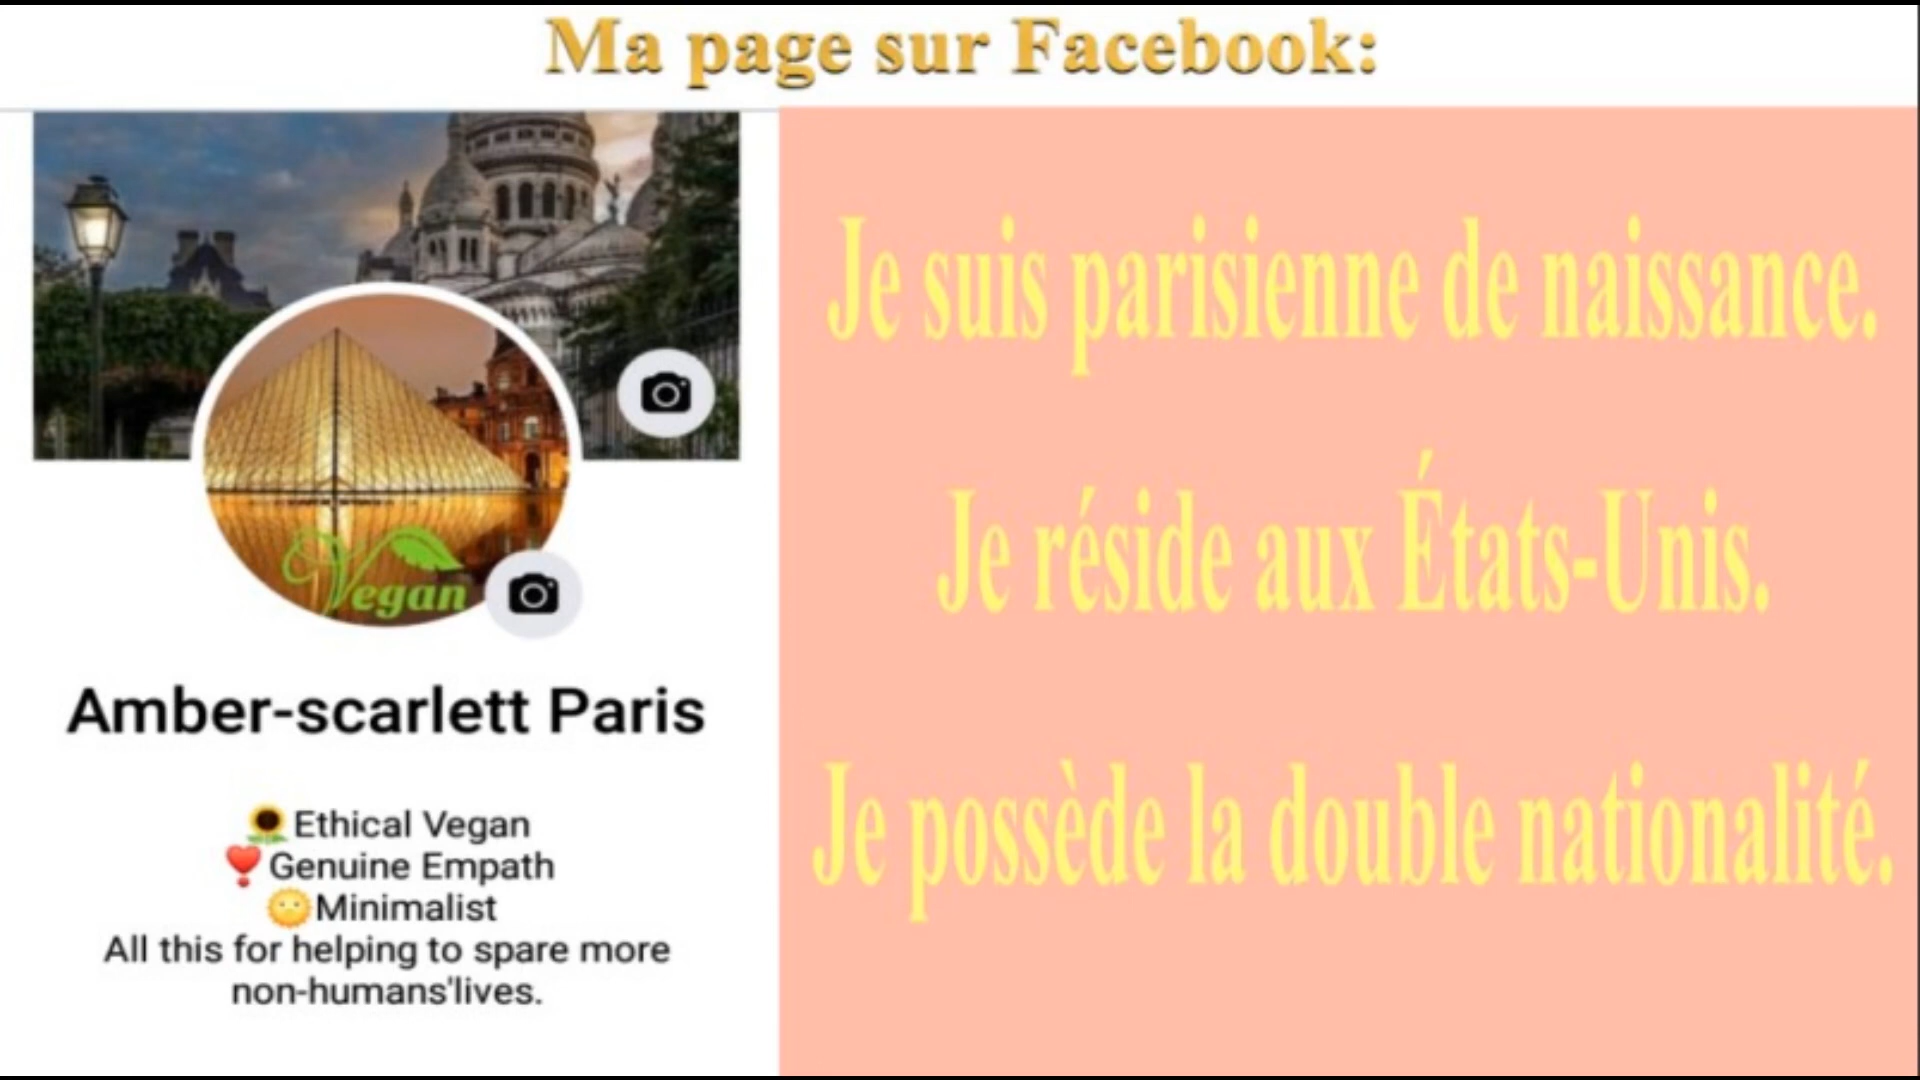 Ma page sur Facebook:
Vegan
Amber-scarlett Paris
🌻Ethical Vegan
❣️Genuine Empath
🌞Minimalist
All this for helping to spare more
non-humans'lives.
Je suis parisienne de naissance.
Je réside aux États-Unis.
Je possède la double nationalité.